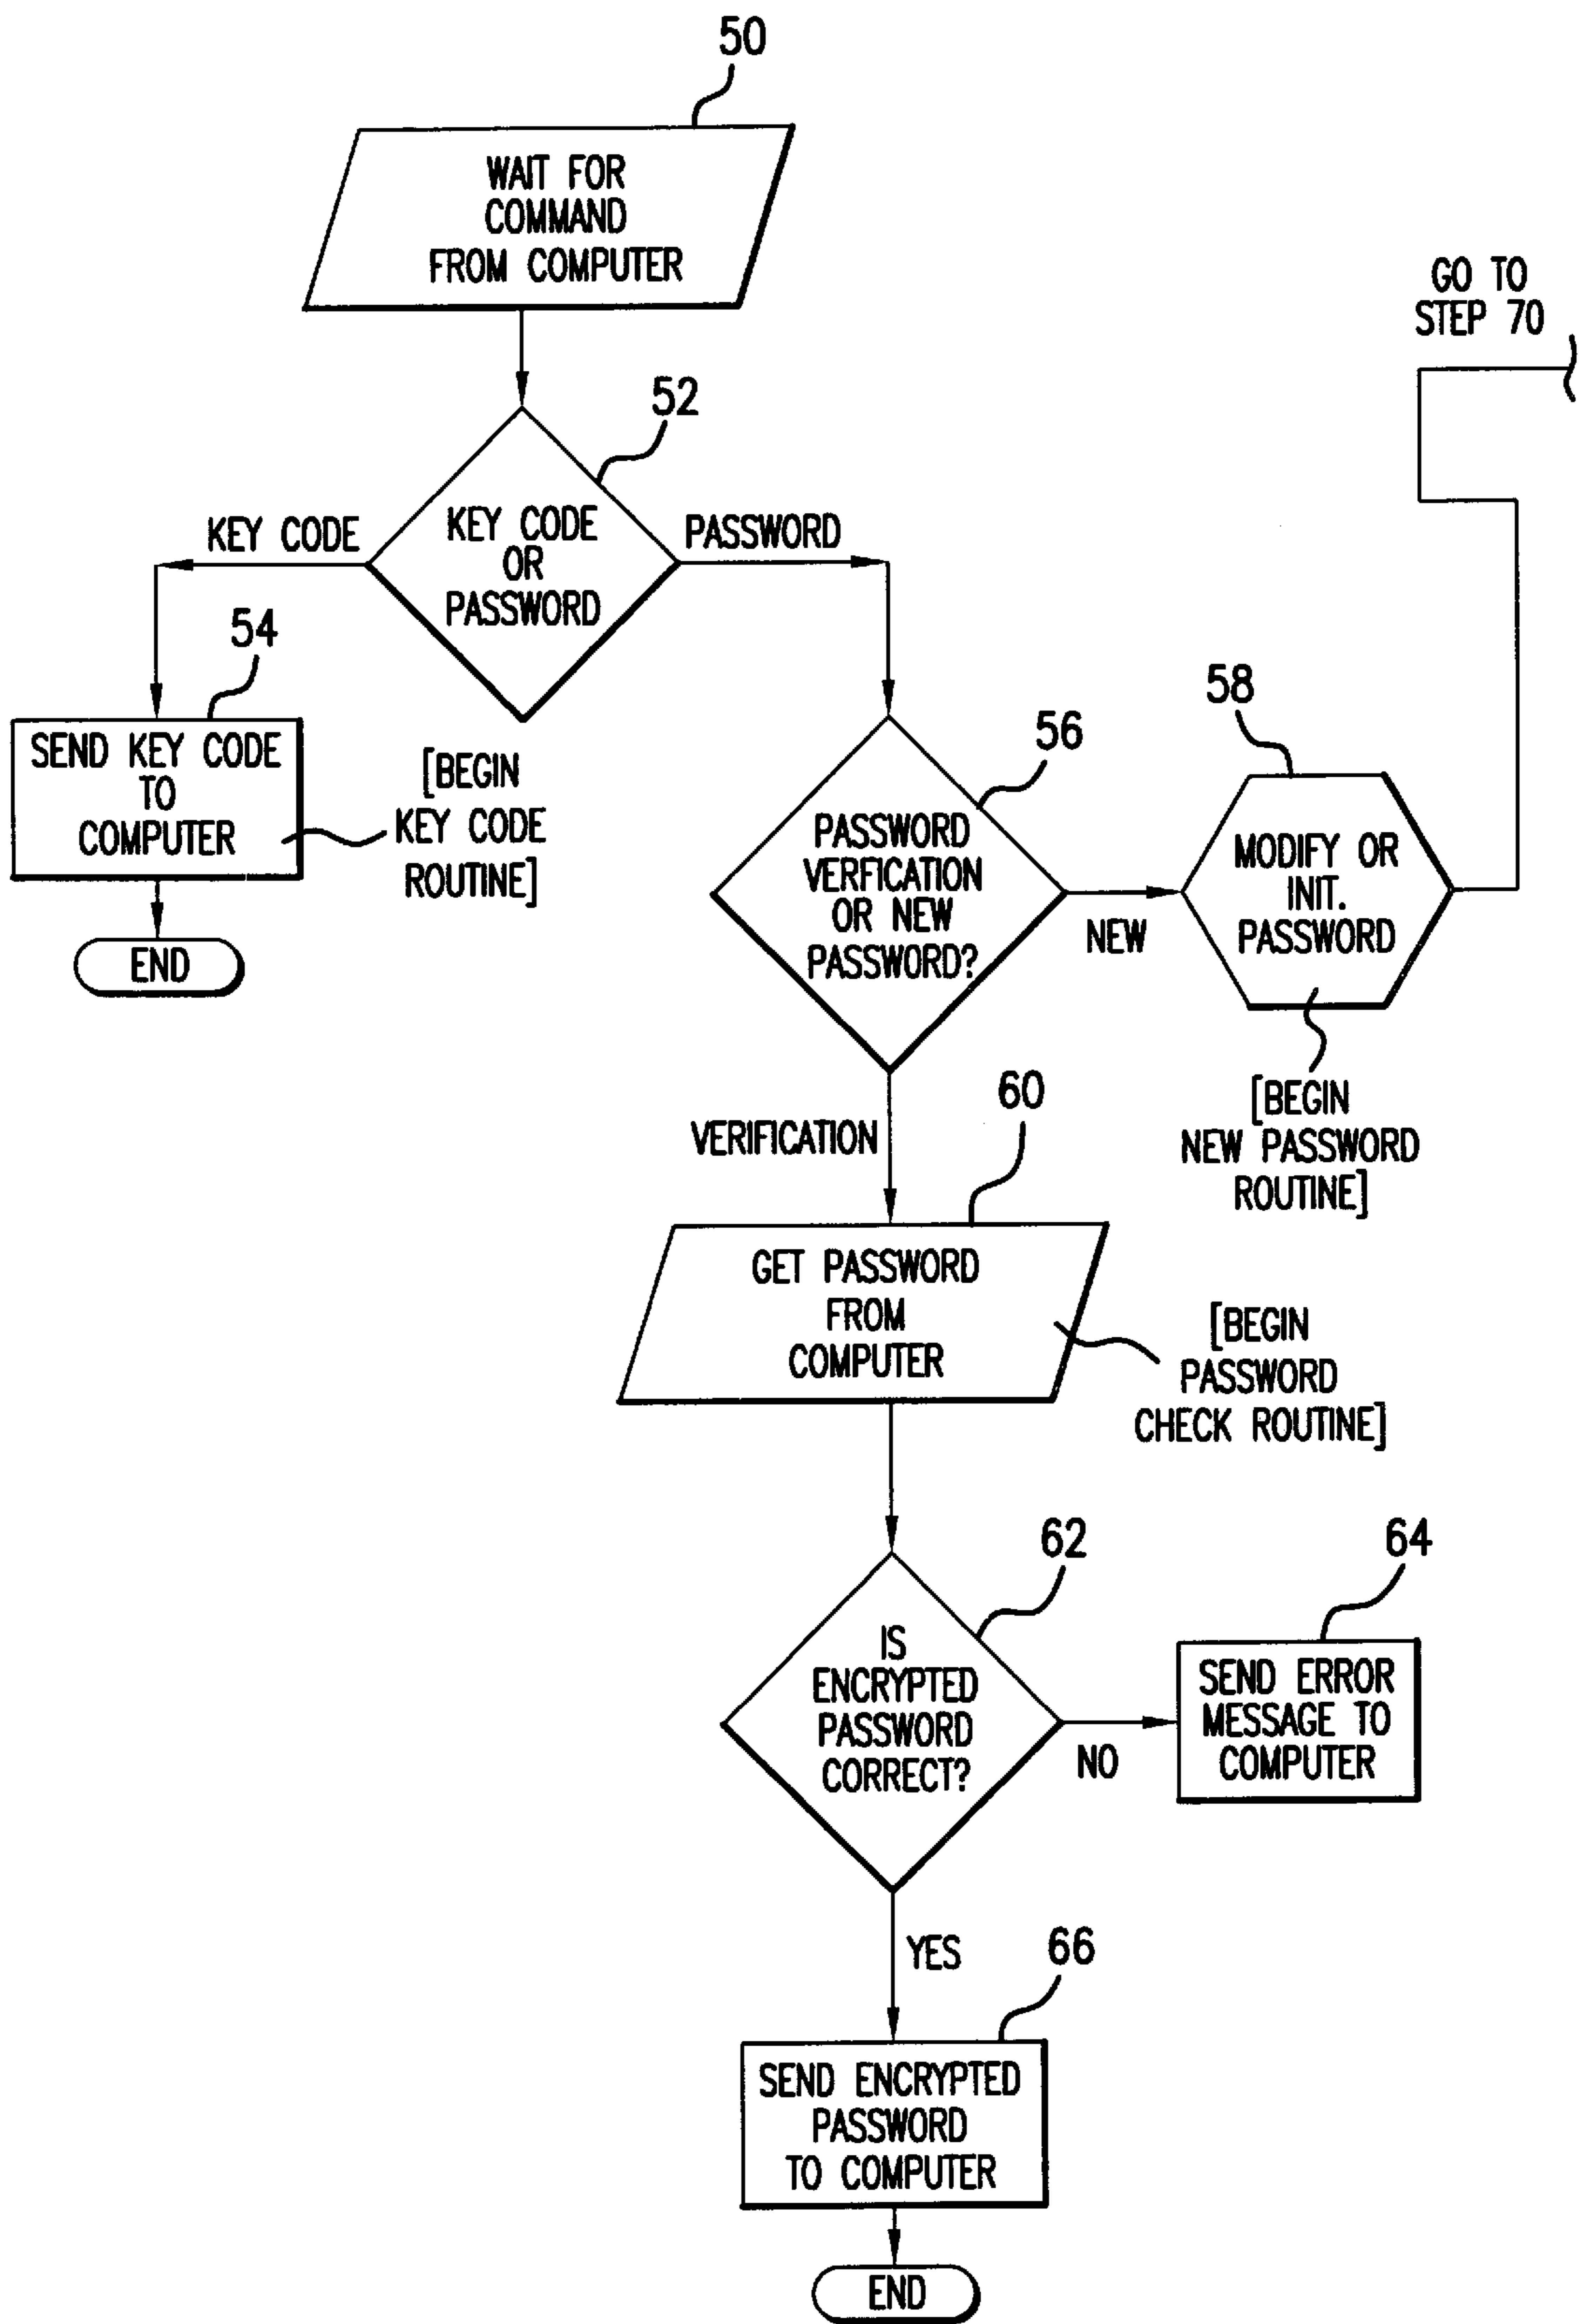 50
WAIT FOR
COMMAND
FROM COMPUTER
GO TO
STEP 70
52
KEY CODE
KEY CODE
OR
PASSWORD
PASSWORD
54
SEND KEY CODE
TO
COMPUTER
[BEGIN
KEY CODE
ROUTINE]
END
56
PASSWORD
VERFICATION
OR NEW
PASSWORD?
NEW
58
MODIFY OR
INIT.
PASSWORD
[BEGIN
NEW PASSWORD
ROUTINE]
VERIFICATION
60
GET PASSWORD
FROM
COMPUTER
[BEGIN
PASSWORD
CHECK ROUTINE]
62
IS
ENCRYPTED
PASSWORD
CORRECT?
NO
64
SEND ERROR
MESSAGE TO
COMPUTER
YES
66
SEND ENCRYPTED
PASSWORD
TO COMPUTER
END